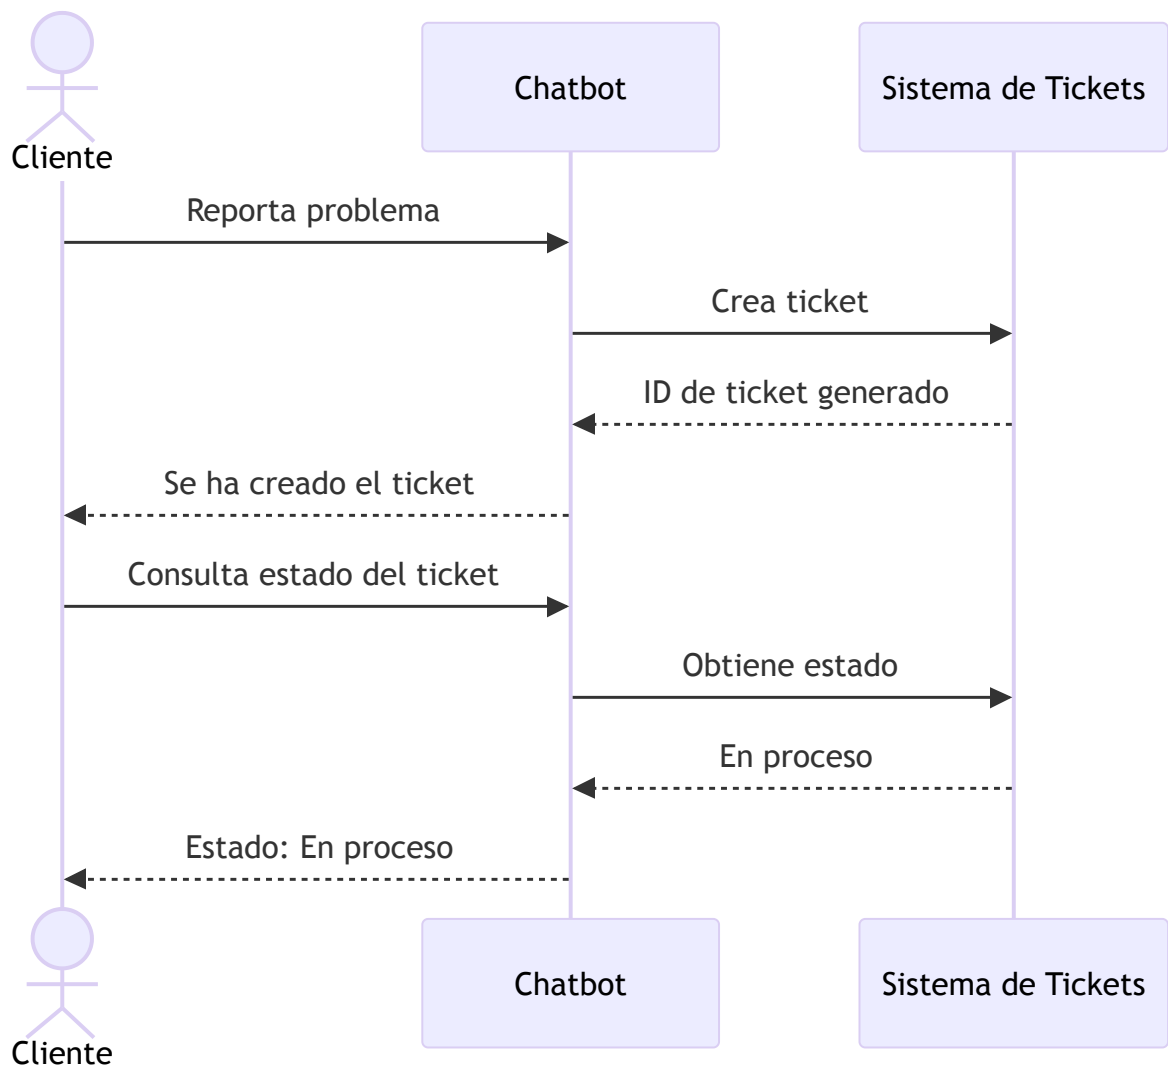 Chatbot
Sistema de Tickets
Cliente
Reporta problema
Crea ticket
ID de ticket generado
Se ha creado el ticket
Consulta estado del ticket
Obtiene estado
En proceso
Estado: En proceso
Chatbot
Sistema de Tickets
Cliente